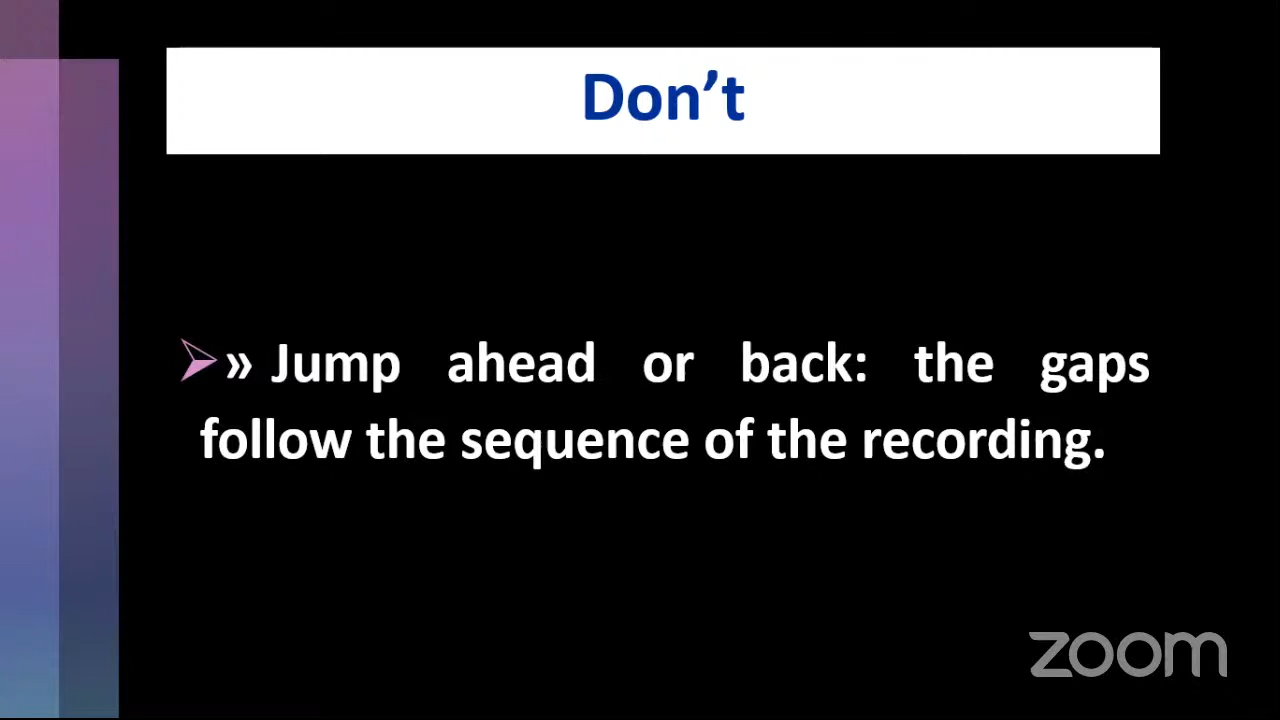 Don’t
» Jump ahead or back: the gaps
follow the sequence of the recording.
zoom